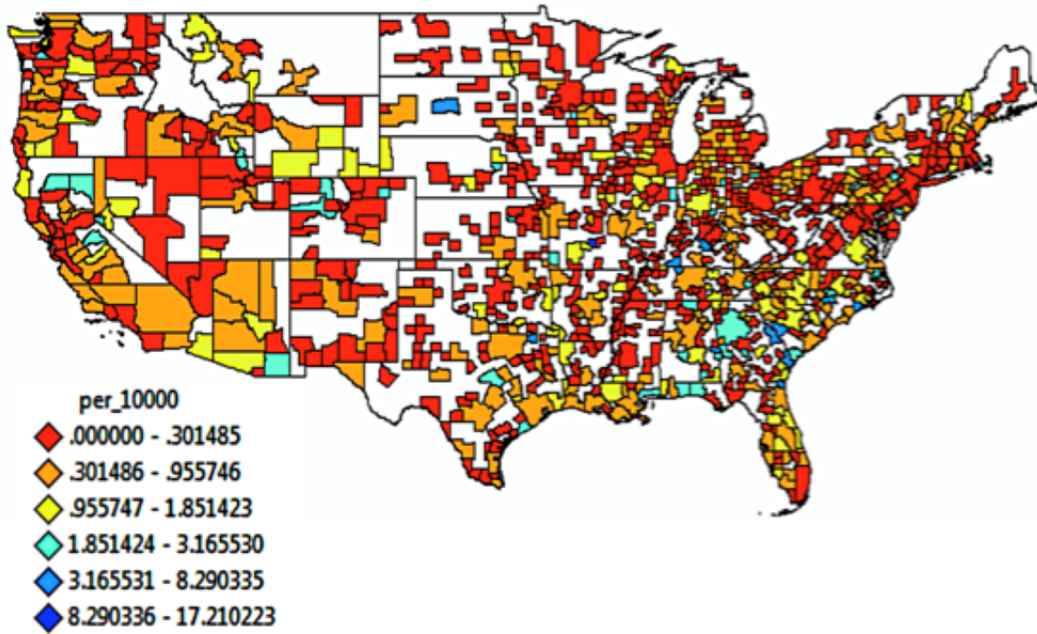 per_10000
.000000 - .301485
.301486 - .955746
.955747 - 1.851423
1.851424 - 3.165530
3.165531 - 8.290335
8.290336 - 17.210223